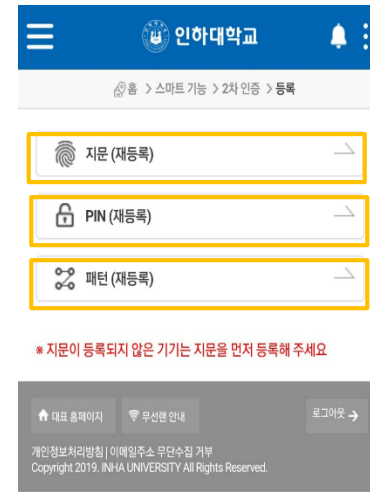 인하대학교
홈 > 스마트 기능 > 2차 인증 > 등록
지문 (재등록)
PIN (재등록)
패턴 (재등록)
* 지문이 등록되지 않은 기기는 지문을 먼저 등록해 주세요
대표 홈페이지 무선랜 안내 로그아웃 →
개인정보처리방침 | 이메일주소 무단수집 거부
Copyright 2019. INHA UNIVERSITY All Rights Reserved.